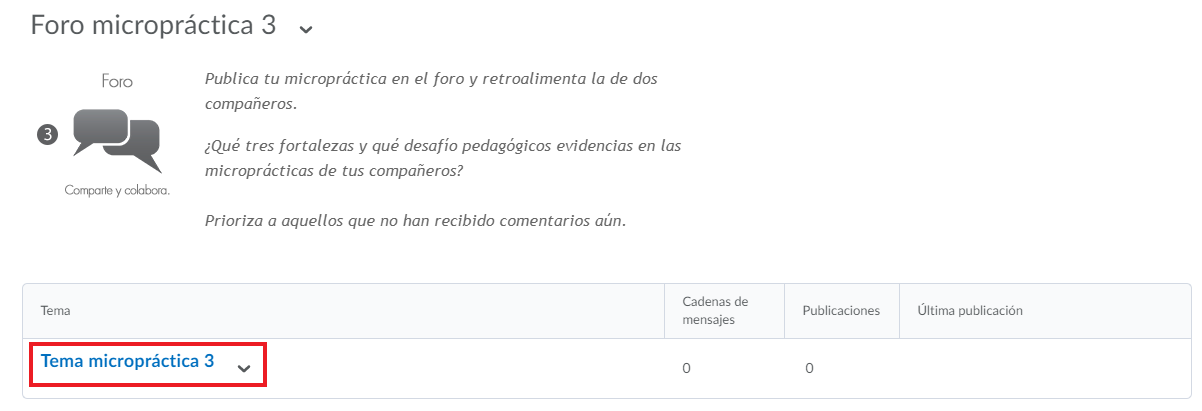 Foro micropráctica 3
Foro
3
Comparte y colabora.
Publica tu micropráctica en el foro y retroalimenta la de dos
compañeros.
¿Qué tres fortalezas y qué desafío pedagógicos evidencias en las
microprácticas de tus compañeros?
Prioriza a aquellos que no han recibido comentarios aún.
Tema
Cadenas de
mensajes
Publicaciones
Última publicación
Tema micropráctica 3
0
0